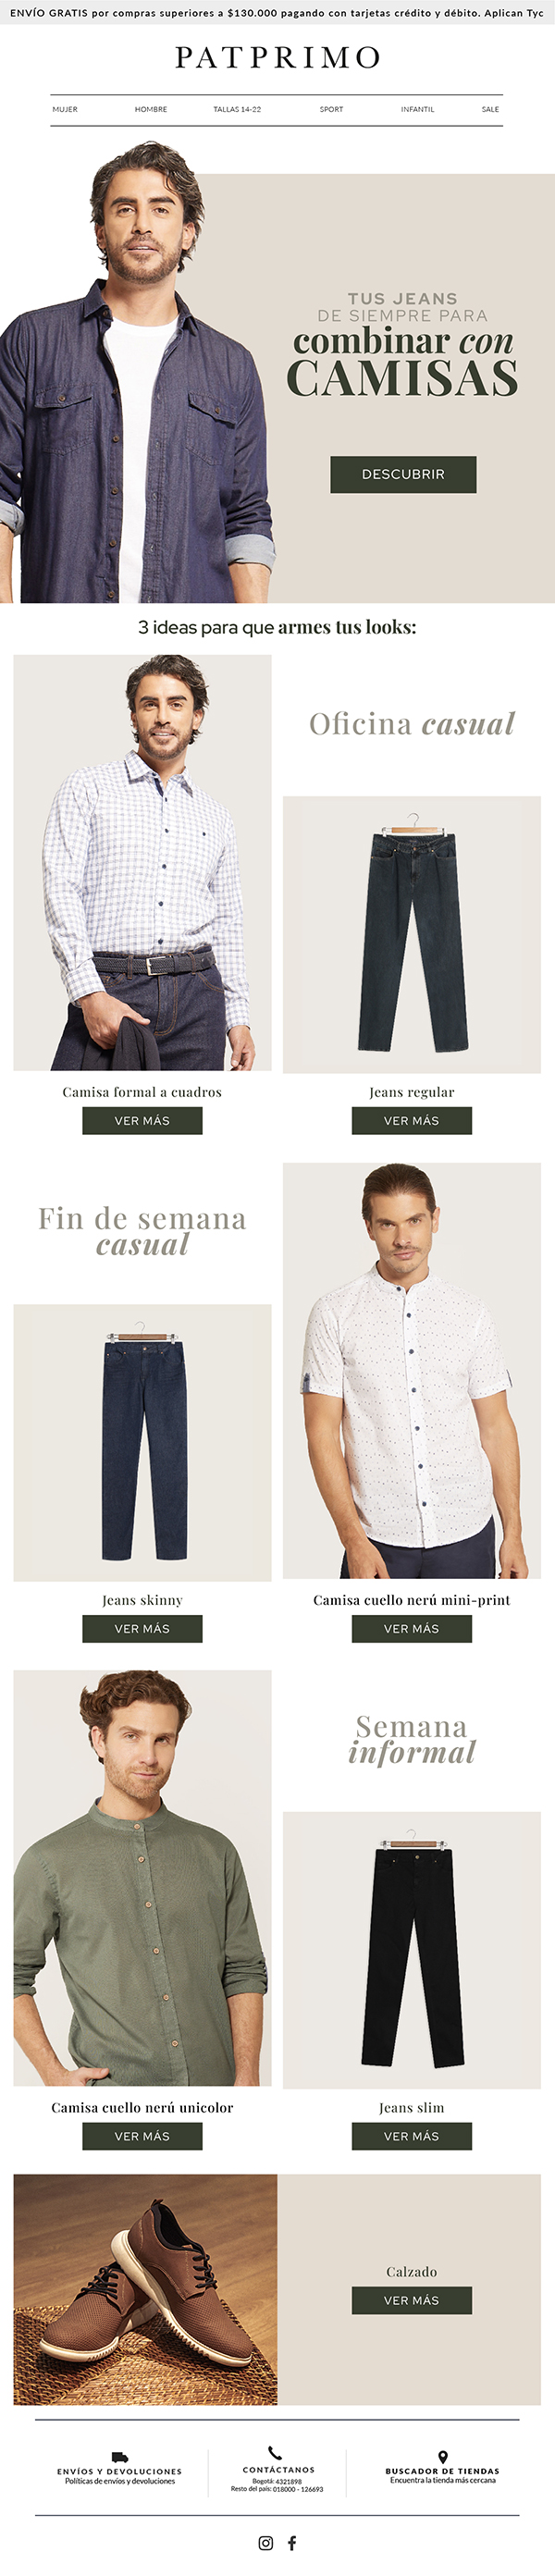 ENVÍO GRATIS por compras superiores a $130.000 pagando con tarjetas crédito y débito. Aplican Tyc
PATPRIMO
MUJER HOMBRE TALLAS 14-22 SPORT INFANTIL SALE
TUS JEANS
DE SIEMPRE PARA
combinar con
CAMISAS
DESCUBRIR
3 ideas para que armes tus looks:
Oficina casual
Camisa formal a cuadros
VER MÁS
Jeans regular
VER MÁS
Fin de semana
casual
Jeans skinny
VER MÁS
Camisa cuello nerú mini-print
VER MÁS
Semana
informal
Camisa cuello nerú unicolor
VER MÁS
Jeans slim
VER MÁS
Calzado
VER MÁS
ENVÍOS Y DEVOLUCIONES
Políticas de envíos y devoluciones
CONTÁCTANOS
Bogotá: 4321898
Resto del país: 018000 - 126693
BUSCADOR DE TIENDAS
Encuentra la tienda más cercana